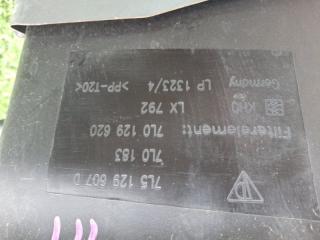 7L5 129 607 D
7L0 183
7L0 129 620
Filterelement:
LX 792
LP 1323/4 >PP-T20<
Germany